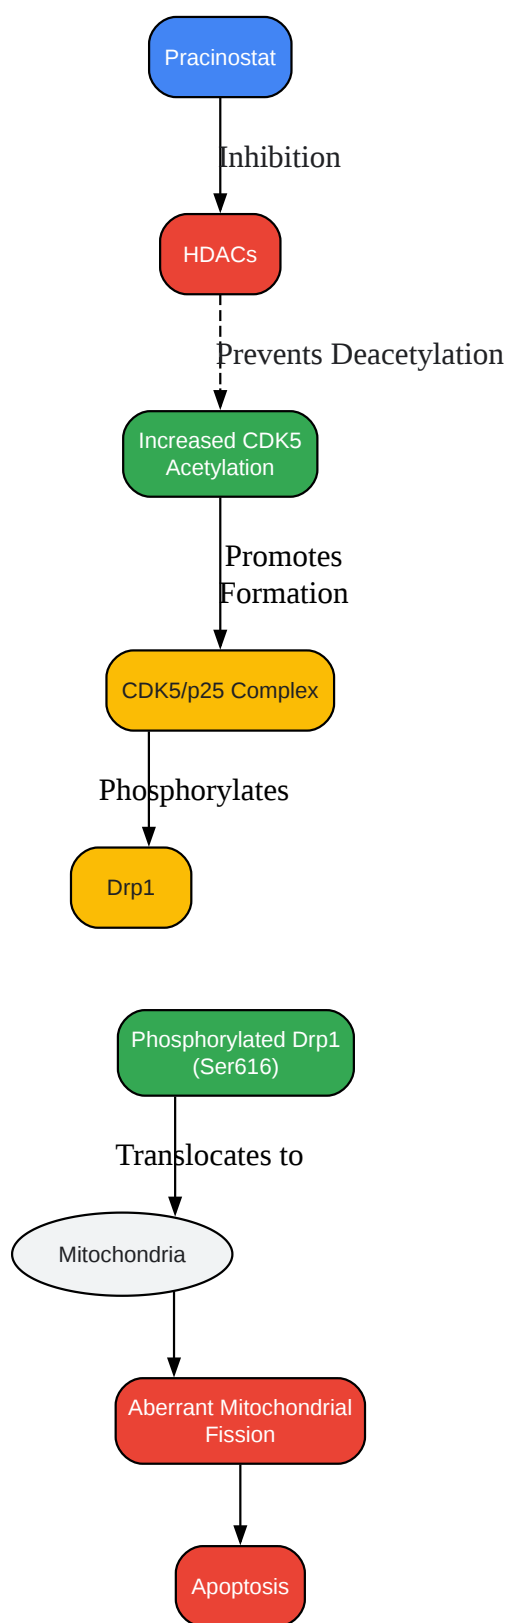 Pracinostat
Inhibition
HDACs
Prevents Deacetylation
Increased CDK5
Acetylation
Promotes
Formation
CDK5/p25 Complex
Phosphorylates
Drp1
Phosphorylated Drp1
(Ser616)
Translocates to
Mitochondria
Aberrant Mitochondrial
Fission
Apoptosis